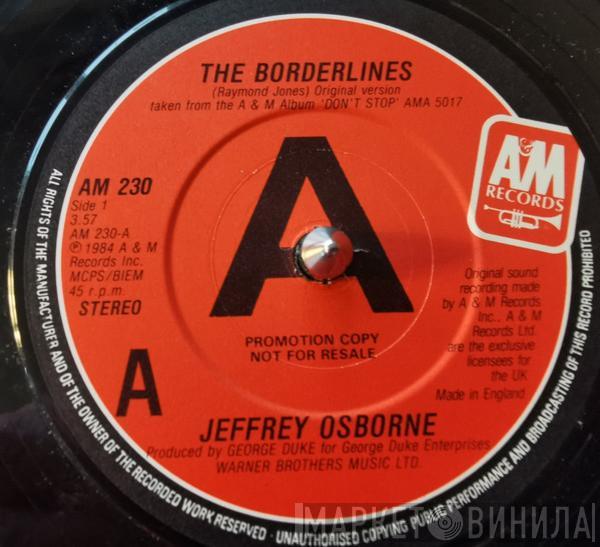 THE BORDERLINES
(Raymond Jones) Original version
taken from the A & M Album 'DON'T STOP' AMA 5017
A&M
RECORDS
A
AM 230
Side 1
3.57
AM 230-A
℗ 1984 A & M
Records Inc.
MCPS/BIEM
45 r.p.m.
STEREO
Original sound
recording made
by A & M Records
Inc., A & M
Records Ltd.
are the exclusive
licensees for
the UK
Made in England
PROMOTION COPY
NOT FOR RESALE
A
JEFFREY OSBORNE
Produced by GEORGE DUKE for George Duke Enterprises
WARNER BROTHERS MUSIC LTD.
ALL RIGHTS OF THE MANUFACTURER AND OF THE OWNER OF THE RECORDED WORK RESERVED - UNAUTHORISED COPYING PUBLIC PERFORMANCE AND BROADCASTING OF THIS RECORD PROHIBITED
МАРКЕТ ВИНИЛА